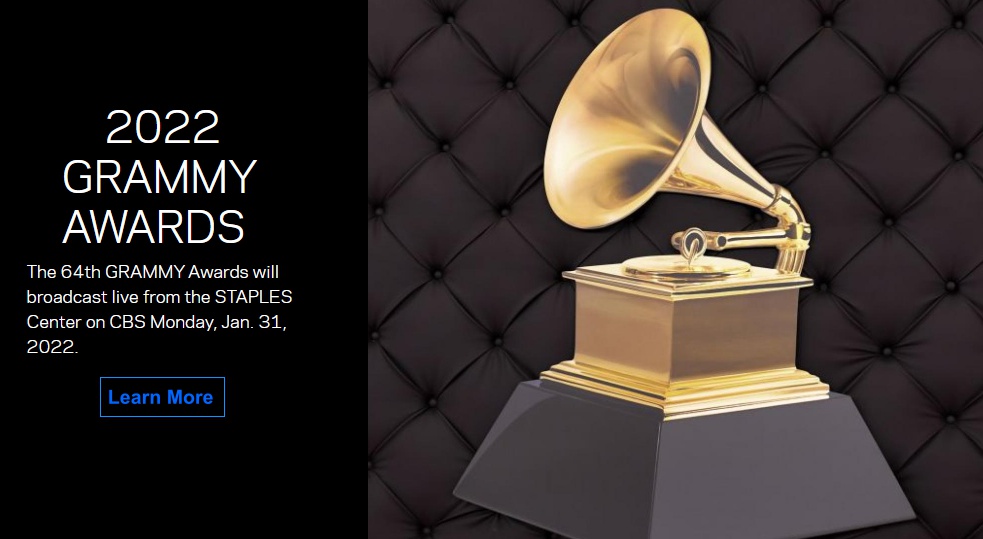 2022
GRAMMY
AWARDS
The 64th GRAMMY Awards will
broadcast live from the STAPLES
Center on CBS Monday, Jan. 31,
2022.
Learn More